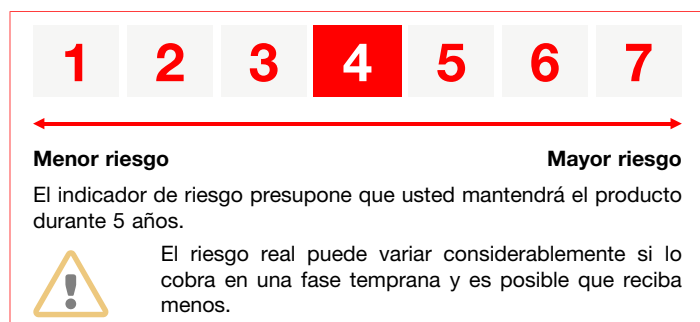 1 2 3 4 5 6 7
Menor riesgo Mayor riesgo
El indicador de riesgo presupone que usted mantendrá el producto
durante 5 años.
El riesgo real puede variar considerablemente si lo
cobra en una fase temprana y es posible que reciba
menos.